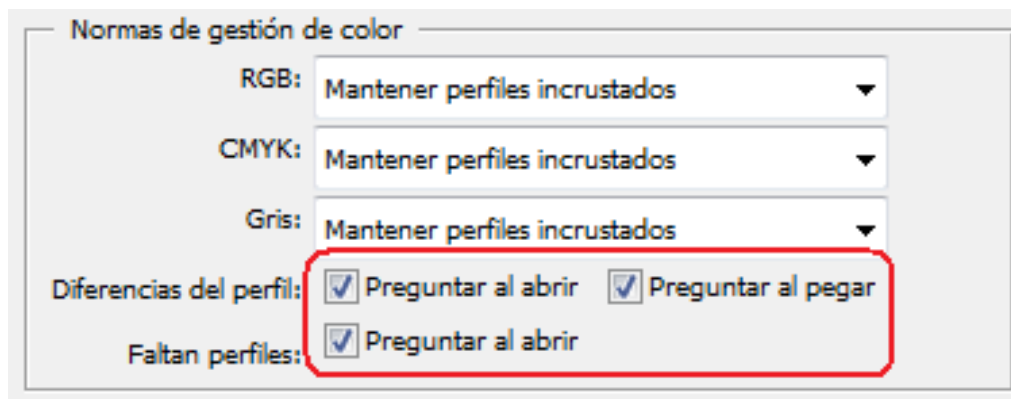 Normas de gestión de color
RGB: Mantener perfiles incrustados
CMYK: Mantener perfiles incrustados
Gris: Mantener perfiles incrustados
Diferencias del perfil: Preguntar al abrir Preguntar al pegar
Faltan perfiles: Preguntar al abrir